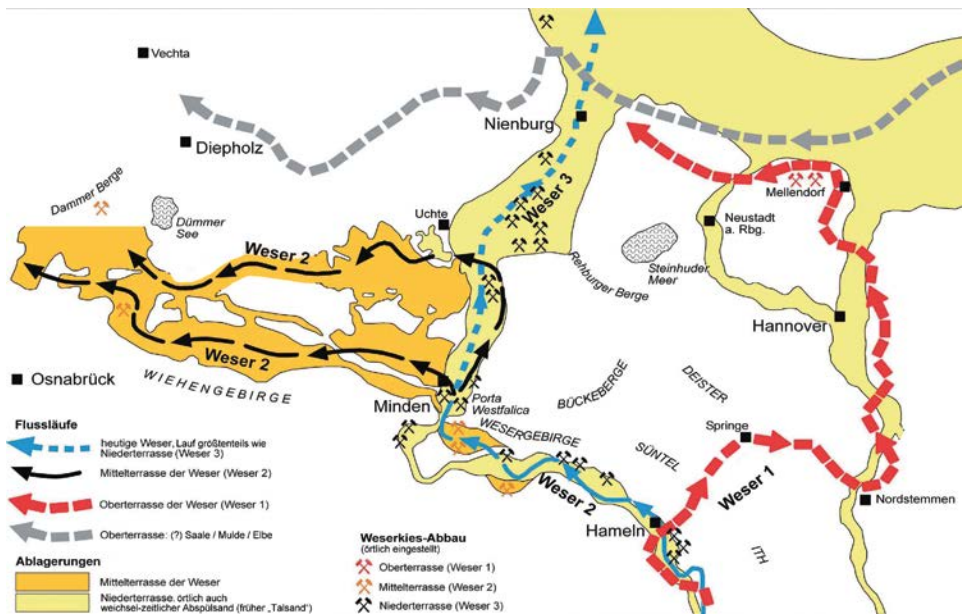 Vechta
Diepholz
Dammer Berge
Dümmer
See
Nienburg
Uchte
Weser 3
Mellendorf
Neustadt
a. Rbg.
Steinhuder
Meer
Rehburger Berge
Hannover
Weser 2
Weser 2
Osnabrück
WIEHENGEBIRGE
Minden
Porta
Westfalica
WESERGEBIRGE
BÜCKEBERGE
DEISTER
SÜNTEL
Springe
Weser 1
Weser 2
Hameln
Nordstemmen
ITH
Flussläufe
heutige Weser, Lauf größtenteils wie
Niederterrasse (Weser 3)
Mittelterrasse der Weser (Weser 2)
Oberterrasse der Weser (Weser 1)
Oberterrasse: (?) Saale / Mulde / Elbe
Ablagerungen
Mittelterrasse der Weser
Niederterrasse, örtlich auch
weichsel-zeitlicher Abspülsand (früher „Talsand‟)
Weserkies-Abbau
(örtlich eingestellt)
Oberterrasse (Weser 1)
Mittelterrasse (Weser 2)
Niederterrasse (Weser 3)